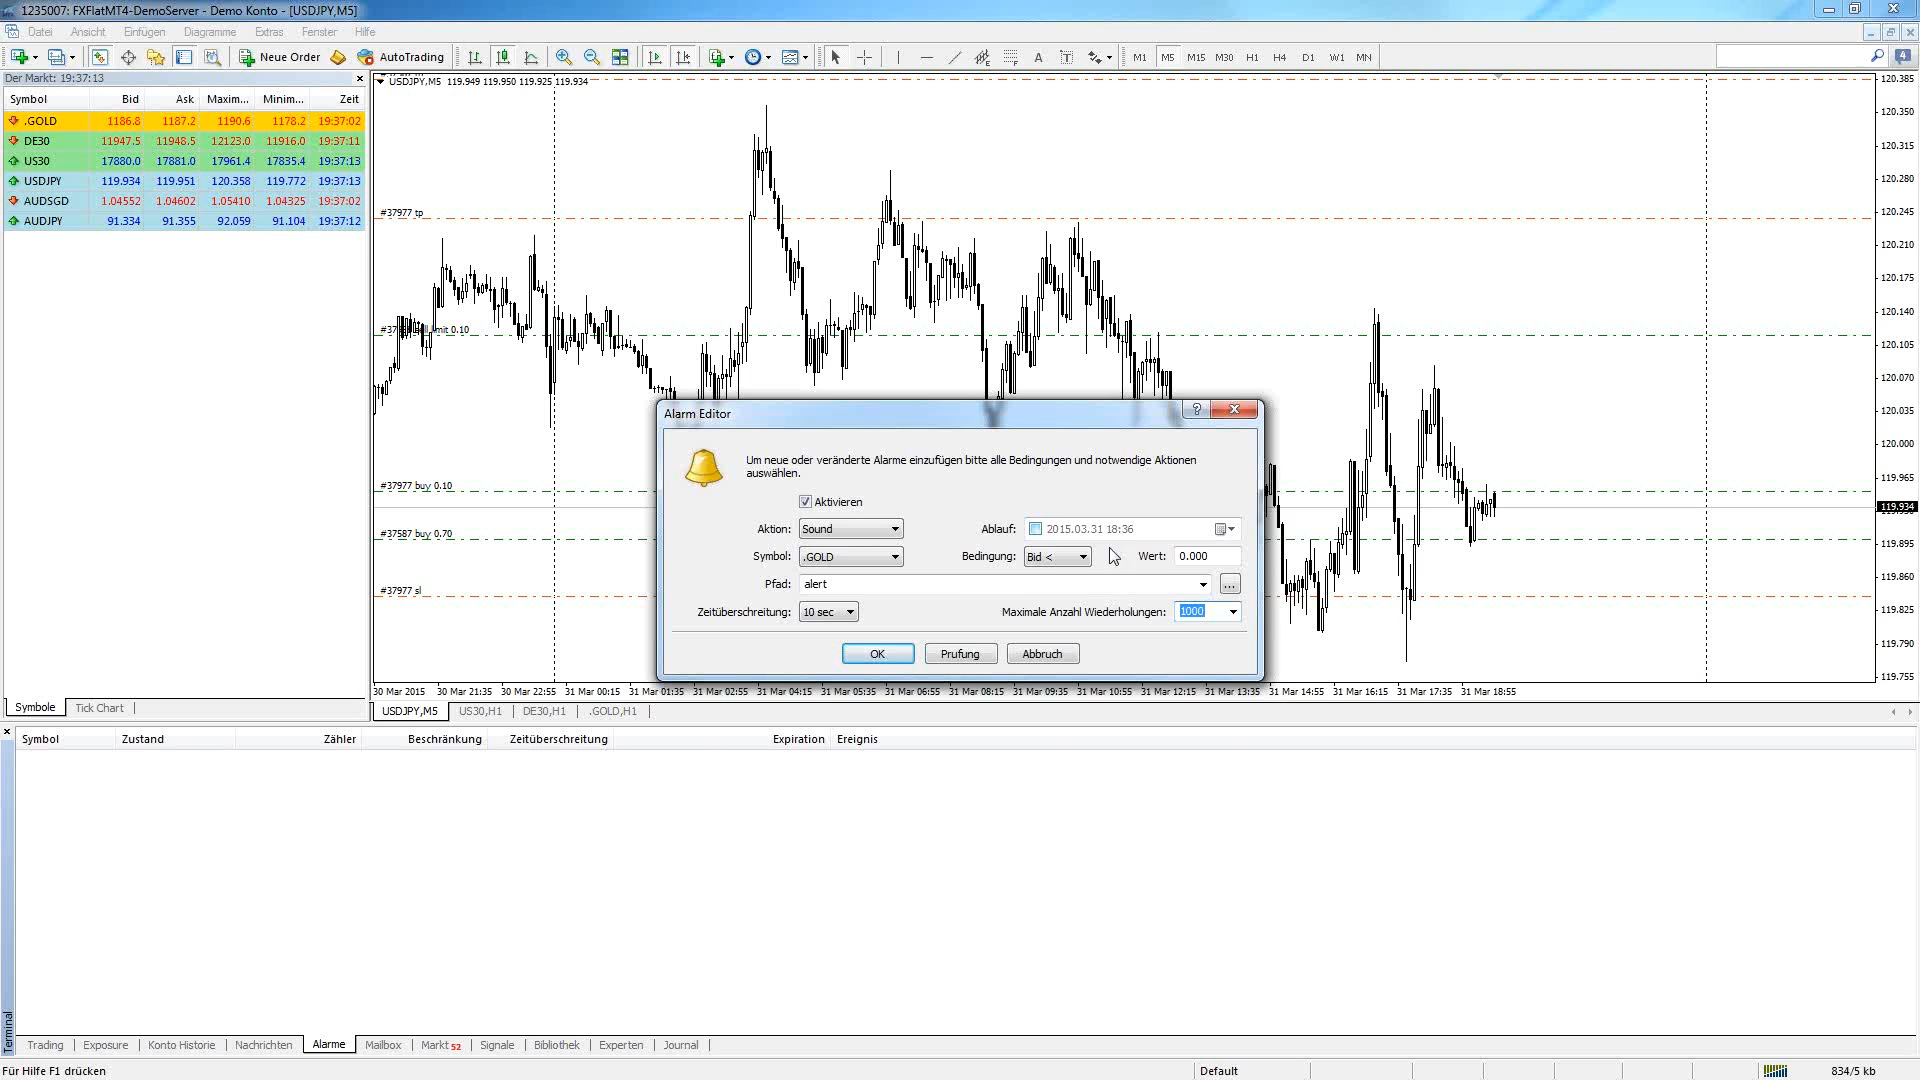 1235007: FXFlatMT4-DemoServer - Demo Konto - [USDJPY,M5]
Datei Ansicht Einfügen Diagramme Extras Fenster Hilfe
Neue Order AutoTrading A T M1 M5 M15 M30 H1 H4 D1 W1 MN 4
Der Markt: 19:37:13
Symbol Bid Ask Maxim... Minim... Zeit
.GOLD 1186.8 1187.2 1190.6 1178.2 19:37:02
DE30 11947.5 11948.5 12123.0 11916.0 19:37:11
US30 17880.0 17881.0 17961.4 17835.4 19:37:13
USDJPY 119.934 119.951 120.358 119.772 19:37:13
AUDSGD 1.04552 1.04602 1.05410 1.04325 19:37:02
AUDJPY 91.334 91.355 92.059 91.104 19:37:12
Symbole Tick Chart
USDJPY,M5 119.949 119.950 119.925 119.934
#37977 tp
limit 0.10
#37977 buy 0.10
#37587 buy 0.70
#37977 sl
120.385
120.350
120.315
120.280
120.245
120.210
120.175
120.140
120.105
120.070
120.035
120.000
119.965
119.934
119.895
119.860
119.825
119.790
119.755
Alarm Editor
?
Um neue oder veränderte Alarme einzufügen bitte alle Bedingungen und notwendige Aktionen
auswählen.
Aktivieren
Aktion: Sound Ablauf: 2015.03.31 18:36
Symbol: .GOLD Bedingung: Bid < Wert: 0.000
Pfad: alert ...
Zeitüberschreitung: 10 sec Maximale Anzahl Wiederholungen: 1000
OK Prufung Abbruch
30 Mar 2015 30 Mar 21:35 30 Mar 22:55 31 Mar 00:15 31 Mar 01:35 31 Mar 02:55 31 Mar 04:15 31 Mar 05:35 31 Mar 06:55 31 Mar 08:15 31 Mar 09:35 31 Mar 10:55 31 Mar 12:15 31 Mar 13:35 31 Mar 14:55 31 Mar 16:15 31 Mar 17:35 31 Mar 18:55
USDJPY,M5 US30,H1 DE30,H1 .GOLD,H1
Symbol Zustand Zähler Beschränkung Zeitüberschreitung Expiration Ereignis
Terminal
Trading Exposure Konto Historie Nachrichten Alarme Mailbox Markt 52 Signale Bibliothek Experten Journal
Für Hilfe F1 drücken Default 834/5 kb